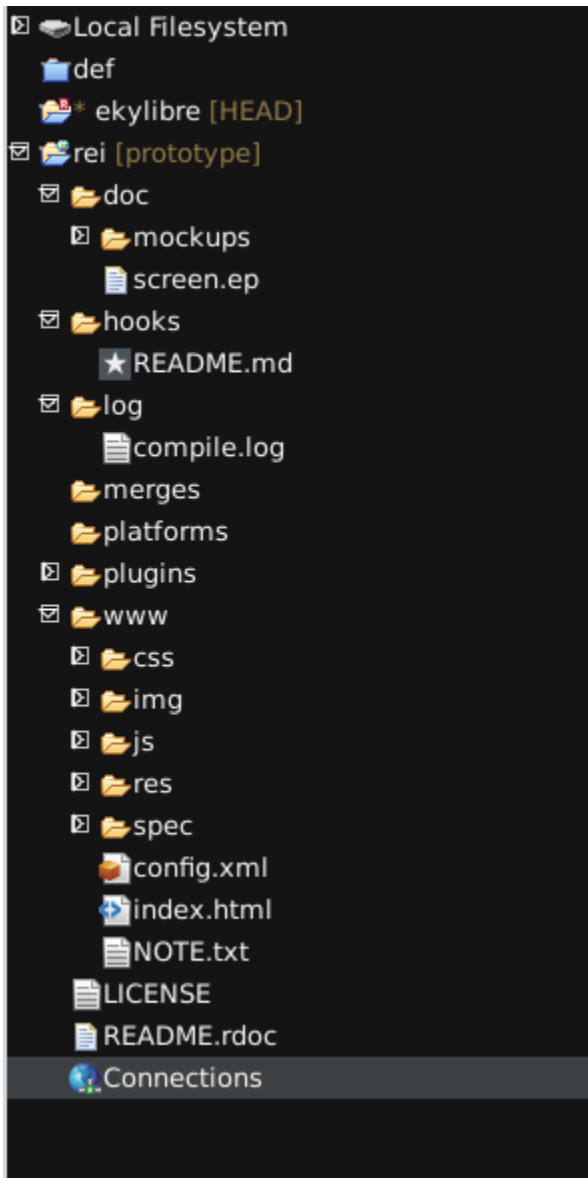 Local Filesystem
def
* ekylibre [HEAD]
rei [prototype]
doc
mockups
screen.ep
hooks
README.md
log
compile.log
merges
platforms
plugins
www
css
img
js
res
spec
config.xml
index.html
NOTE.txt
LICENSE
README.rdoc
Connections